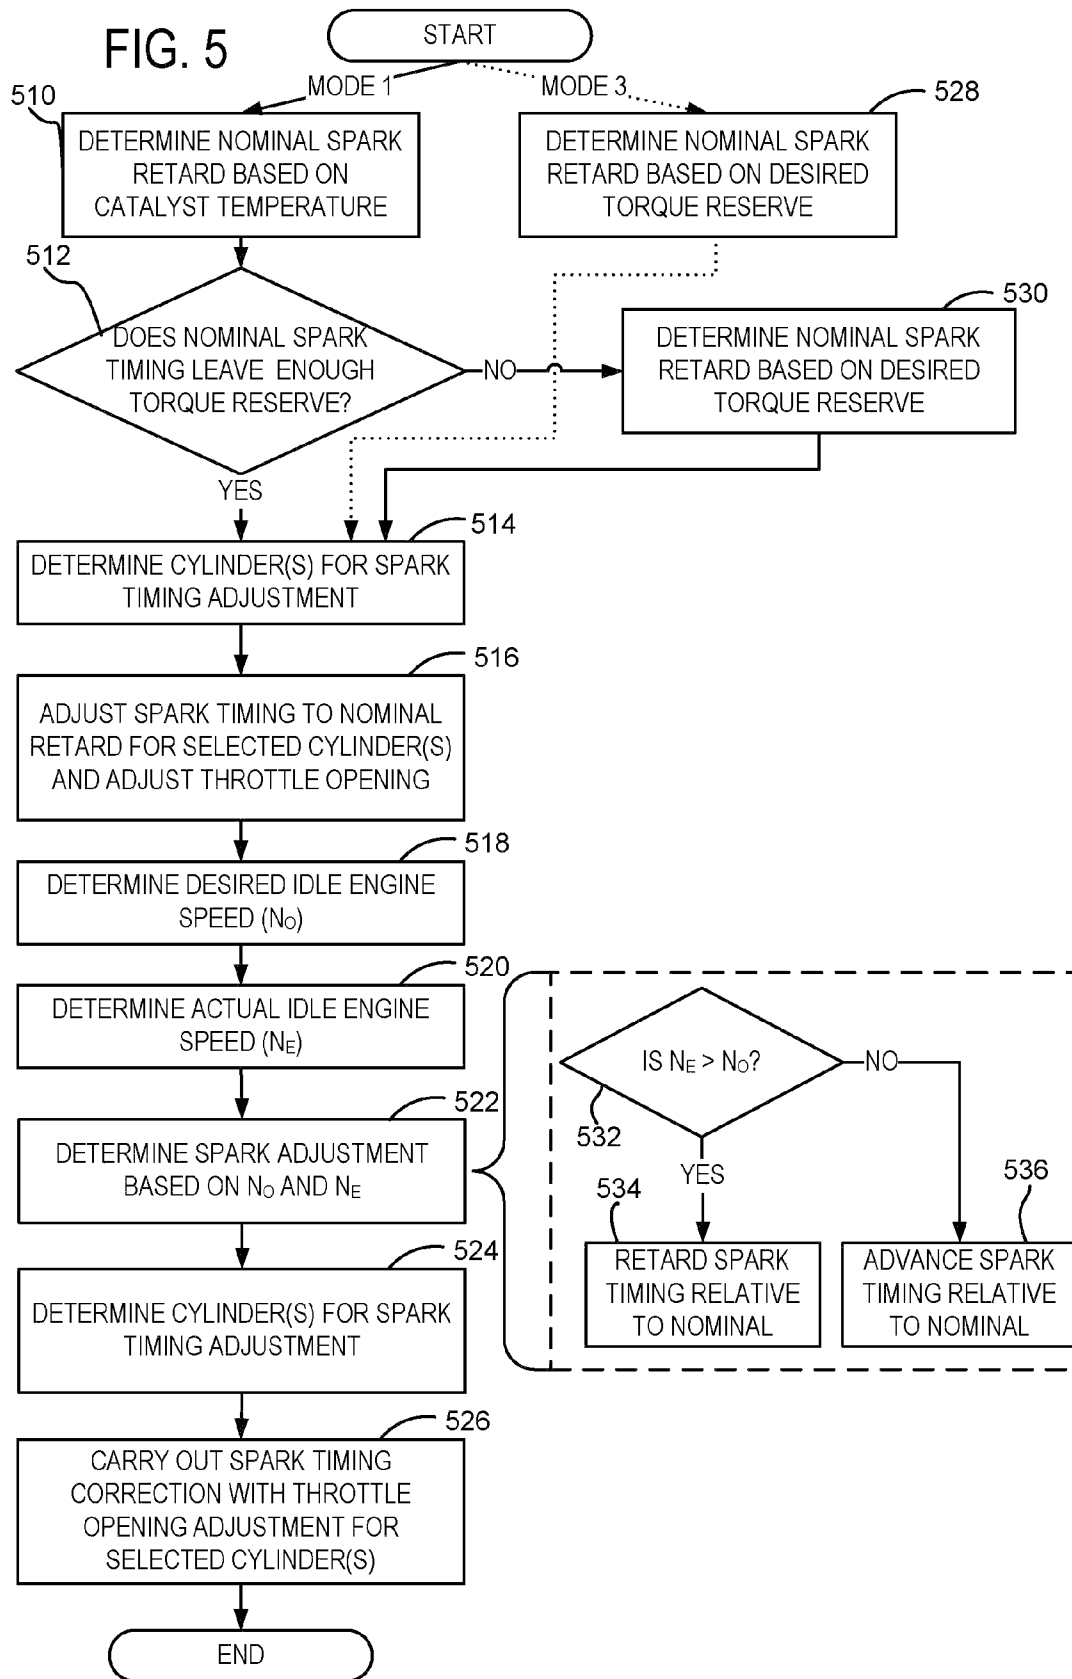 FIG. 5
START
MODE 1
MODE 3
510
DETERMINE NOMINAL SPARK
RETARD BASED ON
CATALYST TEMPERATURE
528
DETERMINE NOMINAL SPARK
RETARD BASED ON DESIRED
TORQUE RESERVE
512
DOES NOMINAL SPARK
TIMING LEAVE ENOUGH
TORQUE RESERVE?
NO
530
DETERMINE NOMINAL SPARK
RETARD BASED ON DESIRED
TORQUE RESERVE
YES
514
DETERMINE CYLINDER(S) FOR SPARK
TIMING ADJUSTMENT
516
ADJUST SPARK TIMING TO NOMINAL
RETARD FOR SELECTED CYLINDER(S)
AND ADJUST THROTTLE OPENING
518
DETERMINE DESIRED IDLE ENGINE
SPEED (NO)
520
DETERMINE ACTUAL IDLE ENGINE
SPEED (NE)
522
DETERMINE SPARK ADJUSTMENT
BASED ON NO AND NE
IS NE > NO?
NO
532
YES
534
RETARD SPARK
TIMING RELATIVE
TO NOMINAL
536
ADVANCE SPARK
TIMING RELATIVE
TO NOMINAL
524
DETERMINE CYLINDER(S) FOR SPARK
TIMING ADJUSTMENT
526
CARRY OUT SPARK TIMING
CORRECTION WITH THROTTLE
OPENING ADJUSTMENT FOR
SELECTED CYLINDER(S)
END